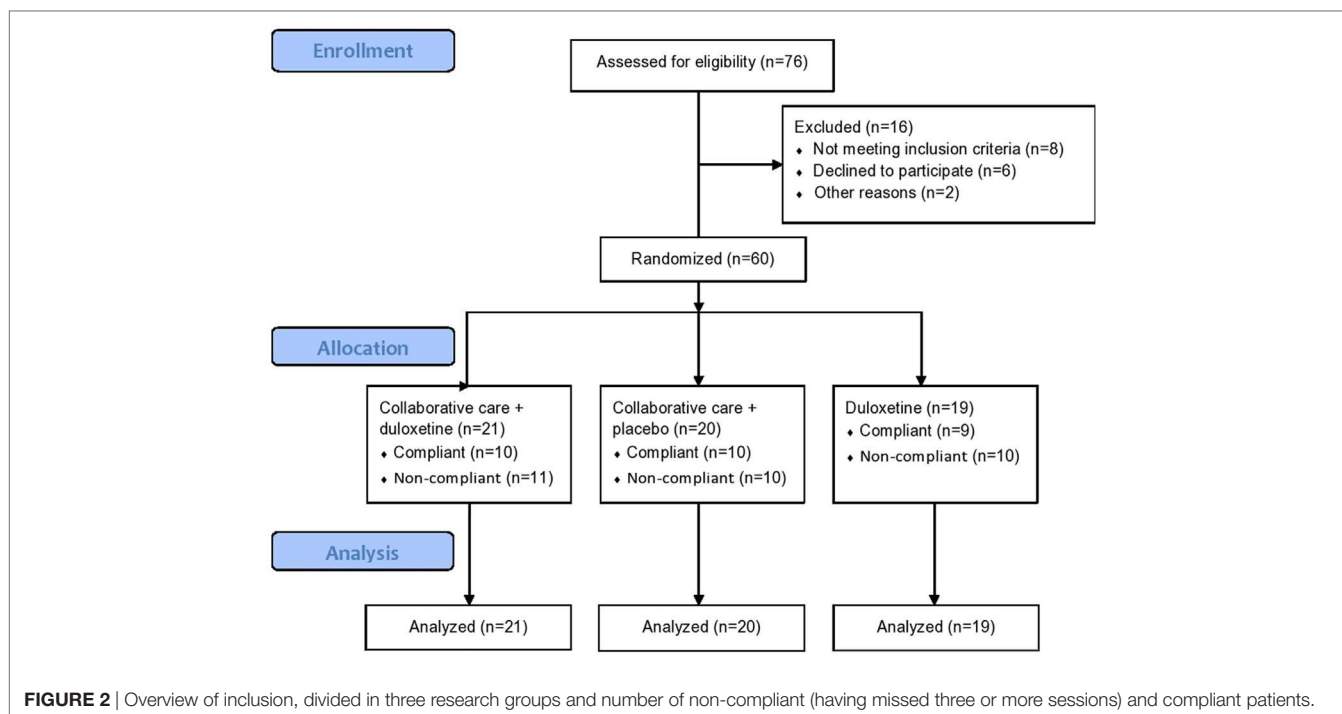 Enrollment
Assessed for eligibility (n=76)
Excluded (n=16)
♦ Not meeting inclusion criteria (n=8)
♦ Declined to participate (n=6)
♦ Other reasons (n=2)
Randomized (n=60)
Allocation
Collaborative care +
duloxetine (n=21)
♦ Compliant (n=10)
♦ Non-compliant (n=11)
Collaborative care +
placebo (n=20)
♦ Compliant (n=10)
♦ Non-compliant (n=10)
Duloxetine (n=19)
♦ Compliant (n=9)
♦ Non-compliant (n=10)
Analysis
Analyzed (n=21)
Analyzed (n=20)
Analyzed (n=19)
FIGURE 2 | Overview of inclusion, divided in three research groups and number of non-compliant (having missed three or more sessions) and compliant patients.